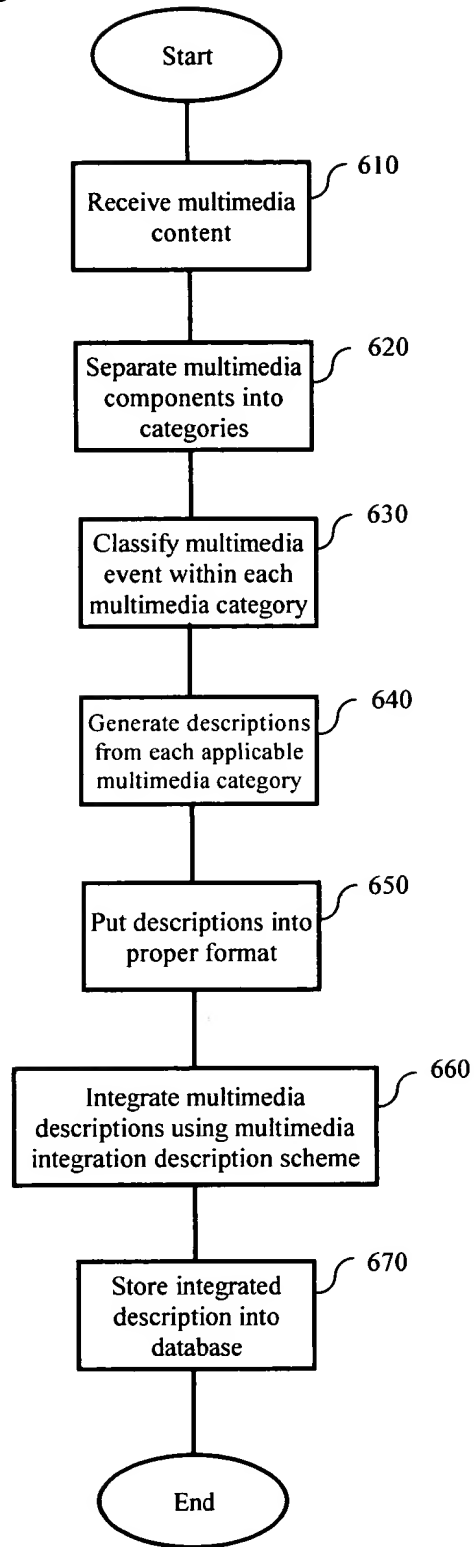 Start
610
Receive multimedia
content
620
Separate multimedia
components into
categories
630
Classify multimedia
event within each
multimedia category
640
Generate descriptions
from each applicable
multimedia category
650
Put descriptions into
proper format
660
Integrate multimedia
descriptions using multimedia
integration description scheme
670
Store integrated
description into
database
End